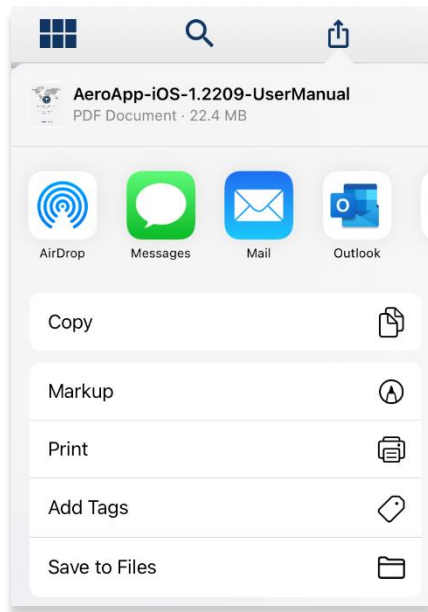 AeroApp-iOS-1.2209-UserManual
PDF Document · 22.4 MB
AirDrop Messages Mail Outlook
Copy
Markup
Print
Add Tags
Save to Files